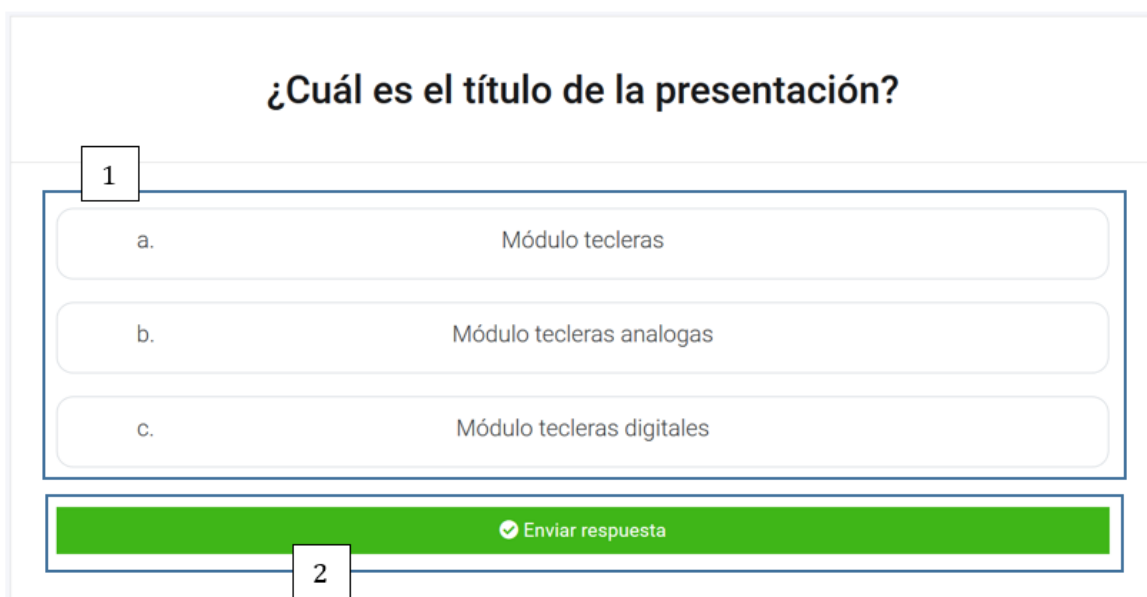 ¿Cuál es el título de la presentación?
1
a. Módulo tecleras
b. Módulo tecleras analogas
c. Módulo tecleras digitales
Enviar respuesta
2